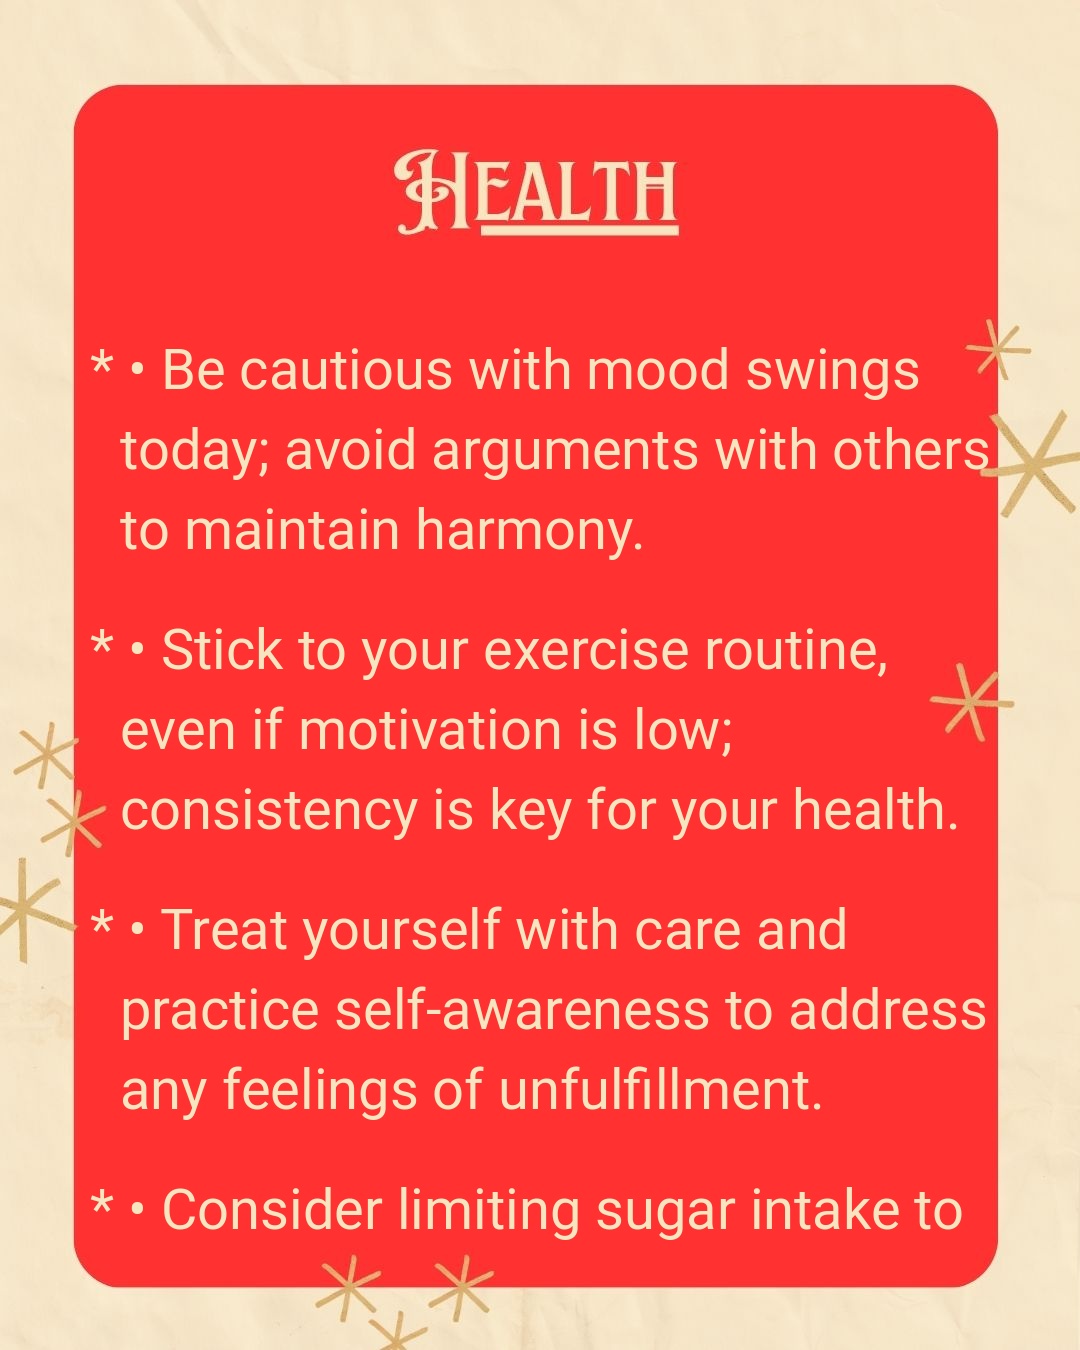 Health
* • Be cautious with mood swings
today; avoid arguments with others
to maintain harmony.
* • Stick to your exercise routine,
even if motivation is low;
consistency is key for your health.
* • Treat yourself with care and
practice self-awareness to address
any feelings of unfulfillment.
* • Consider limiting sugar intake to